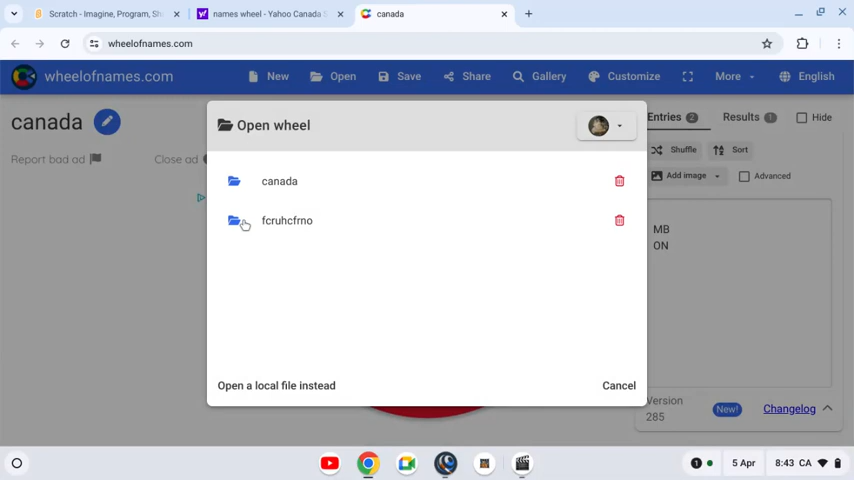 Scratch - Imagine, Program, Sh
names wheel - Yahoo Canada S
canada
wheelofnames.com
wheelofnames.com
New
Open
Save
Share
Gallery
Customize
More
English
canada
Report bad ad
Close ad
Open wheel
canada
fcruhcfrno
Open a local file instead
Cancel
Entries 2
Results 1
Hide
Shuffle
Sort
Add image
Advanced
MB
ON
Version 285
New!
Changelog
1
5 Apr
8:43 CA